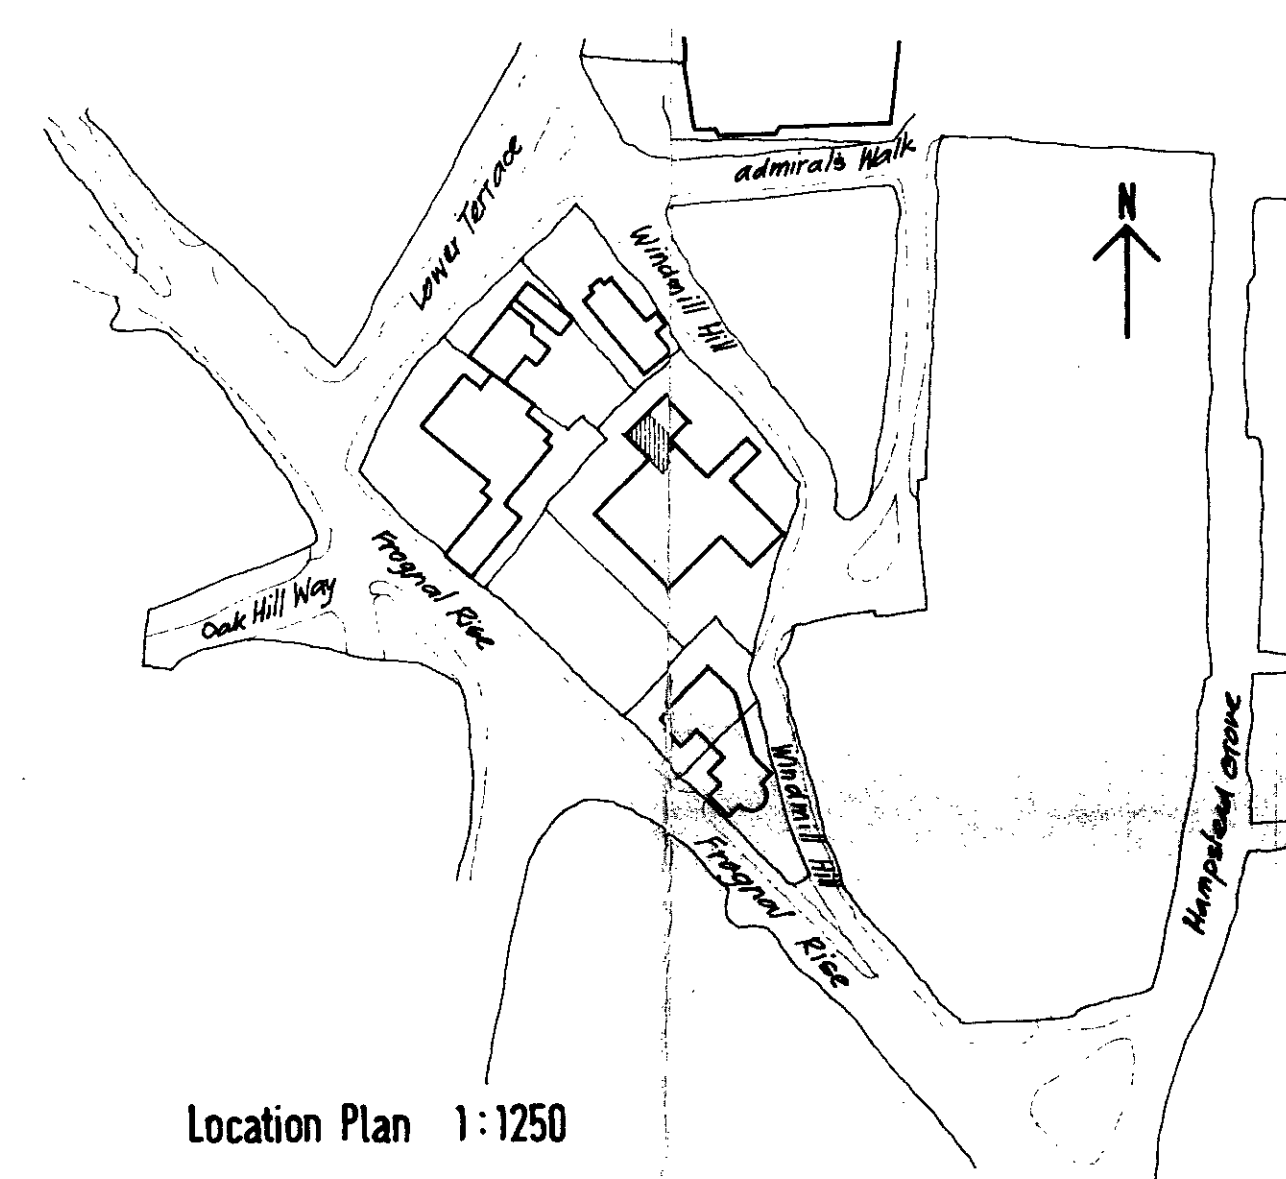 Lower Terrace
admiral's Walk
N
Windmill Hill
Frognal Rise
Oak Hill Way
Windmill Hill
Hampstead Grove
Frognal Rise
Location Plan 1:1250